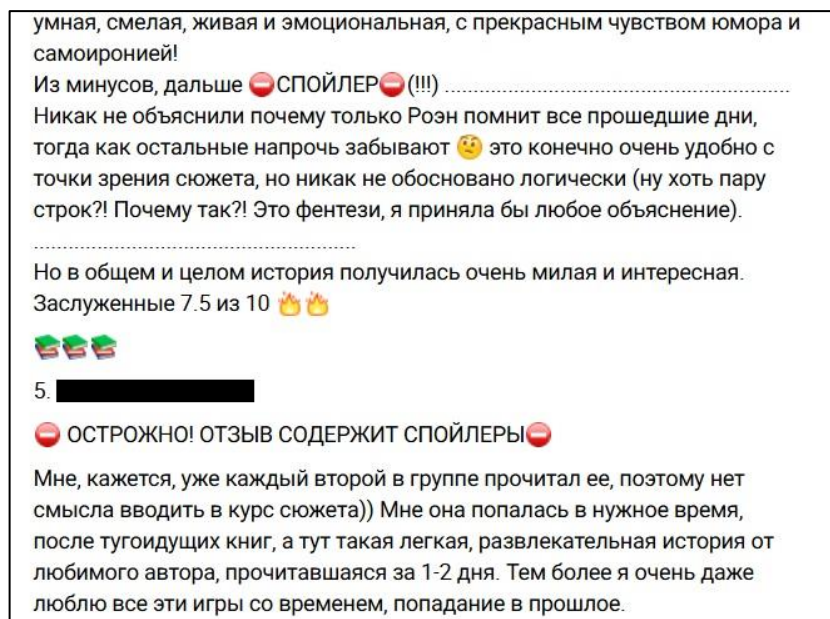 умная, смелая, живая и эмоциональная, с прекрасным чувством юмора и
самоиронией!
Из минусов, дальше ⛔СПОЙЛЕР⛔(!!!) ............................................................
Никак не объяснили почему только Роэн помнит все прошедшие дни,
тогда как остальные напрочь забывают 🤨 это конечно очень удобно с
точки зрения сюжета, но никак не обосновано логически (ну хоть пару
строк?! Почему так?! Это фентези, я приняла бы любое объяснение).
........................................................
Но в общем и целом история получилась очень милая и интересная.
Заслуженные 7.5 из 10 🔥🔥
📚📚📚
5.
⛔ ОСТРОЖНО! ОТЗЫВ СОДЕРЖИТ СПОЙЛЕРЫ⛔
Мне, кажется, уже каждый второй в группе прочитал ее, поэтому нет
смысла вводить в курс сюжета)) Мне она попалась в нужное время,
после тугоидущих книг, а тут такая легкая, развлекательная история от
любимого автора, прочитавшаяся за 1-2 дня. Тем более я очень даже
люблю все эти игры со временем, попадание в прошлое.